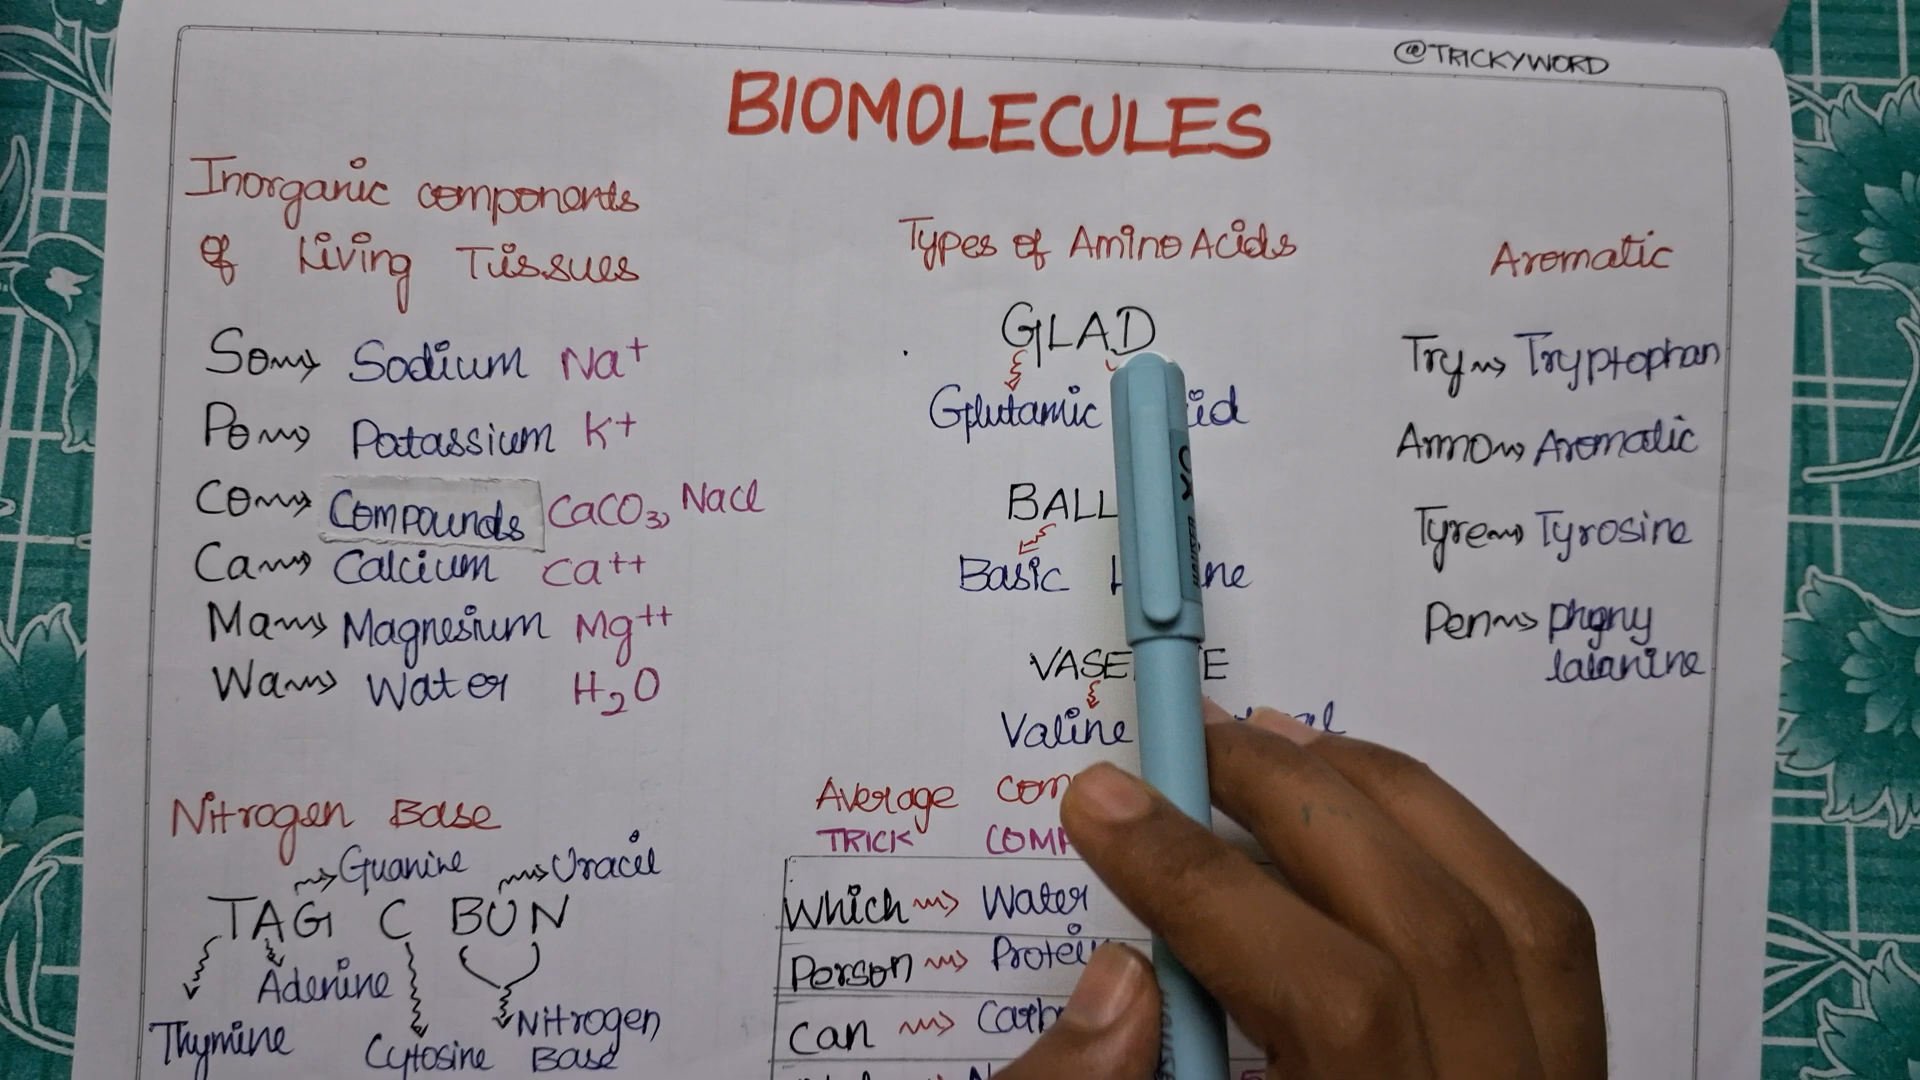 @TRICKYWORD
BIOMOLECULES
Inorganic components
of Living Tissues
So Sodium Na+
Po Potassium K+
Co Compounds CaCO3, NaCl
Ca Calcium Ca++
Ma Magnesium Mg++
Wa Water H2O
Nitrogen Base
Guanine Uracil
TAG C BUN
Adenine
Thymine Cytosine Nitrogen Base
Types of Amino Acids
GLAD
Glutamic
BALL
Basic
Valine
Average
TRICK
Which Water
Person
Can
Aromatic
Try Tryptophan
Armo Aromatic
Tyre Tyrosine
Pen Pheny
lalanine